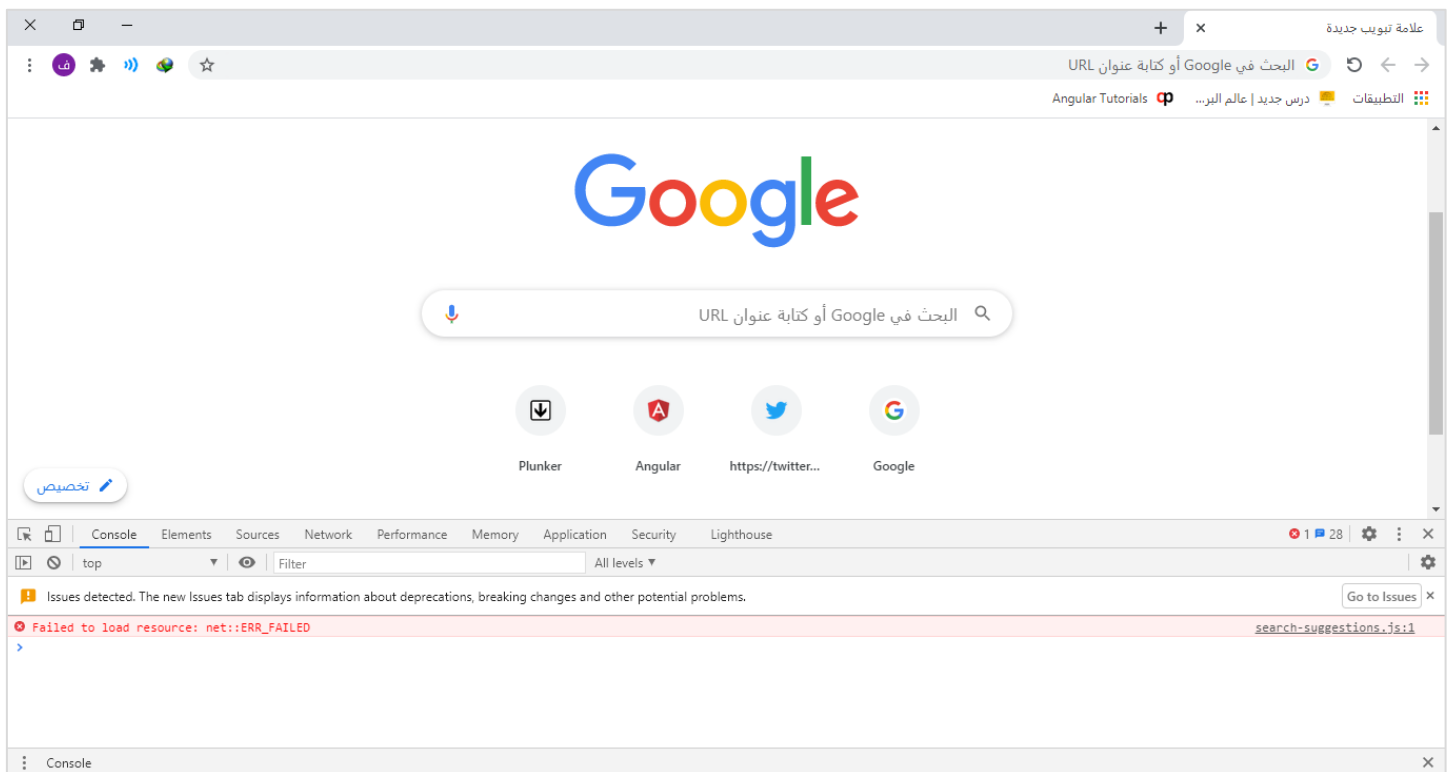 علامة تبويب جديدة
البحث في Google أو كتابة عنوان URL
ف
التطبيقات
درس جديد | عالم البر...
Angular Tutorials
Google
البحث في Google أو كتابة عنوان URL
Plunker
Angular
https://twitter...
Google
تخصيص
Console Elements Sources Network Performance Memory Application Security Lighthouse 1 28
top Filter All levels
Issues detected. The new Issues tab displays information about deprecations, breaking changes and other potential problems. Go to Issues
Failed to load resource: net::ERR_FAILED search-suggestions.js:1
Console